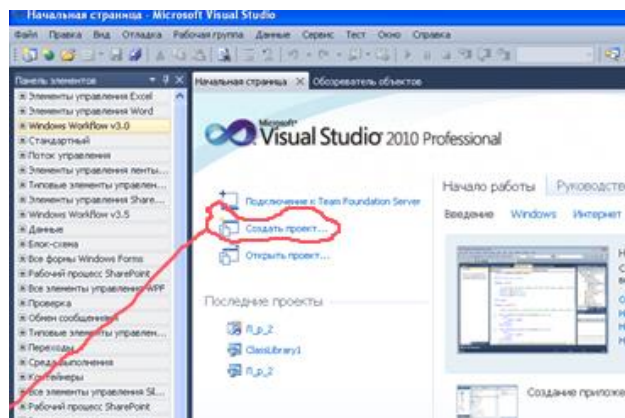 Начальная страница - Microsoft Visual Studio
Файл Правка Вид Отладка Рабочая группа Данные Сервис Тест Окно Справка
Панель элементов
Начальная страница
Обозреватель объектов
Элементы управления Excel
Элементы управления Word
Windows Workflow v3.0
Стандартный
Поток управления
Элементы управления ленты...
Типовые элементы управлен...
Элементы управления Share...
Windows Workflow v3.5
Данные
Блок-схема
Все формы Windows Forms
Рабочий процесс SharePoint
Все элементы управления WPF
Проверка
Обмен сообщениями
Типовые элементы управлен...
Переходы
Среда выполнения
Контейнеры
Все элементы управления Sl...
Рабочий процесс SharePoint
Microsoft
Visual Studio 2010 Professional
Подключение к Team Foundation Server
Создать проект...
Открыть проект...
Последние проекты
П_р_2
ClassLibrary1
П_р_2
Начало работы
Руководств
Введение Windows Интернет
Создание приложе